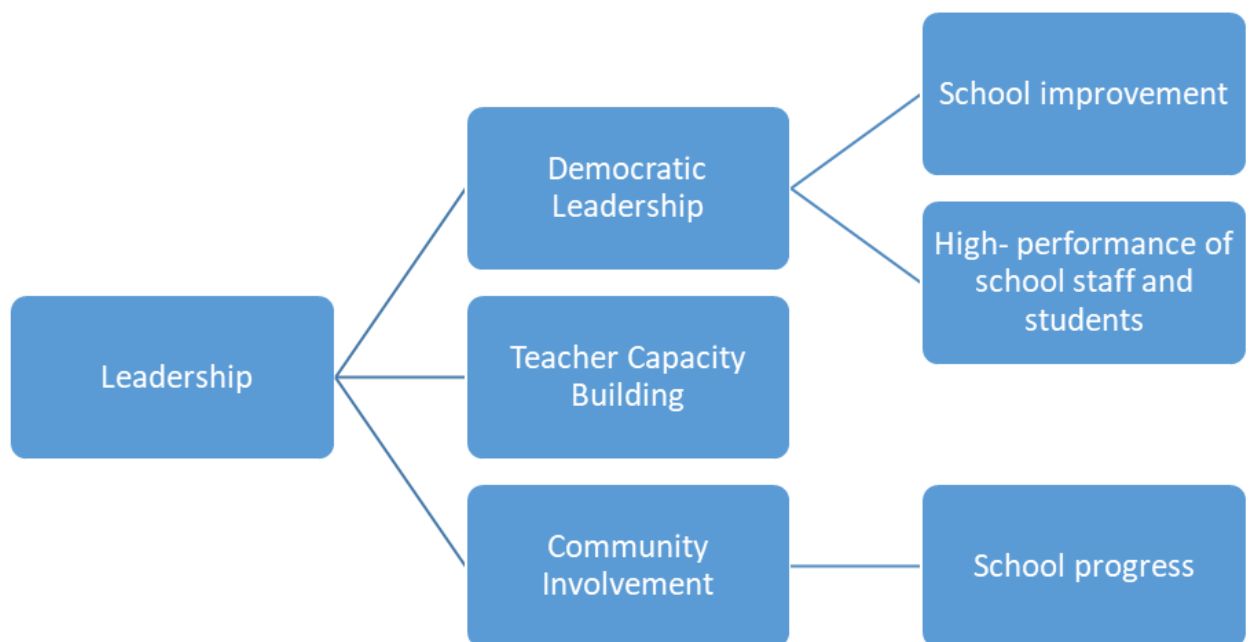 Leadership
Democratic
Leadership
Teacher Capacity
Building
Community
Involvement
School improvement
High- performance of
school staff and
students
School progress